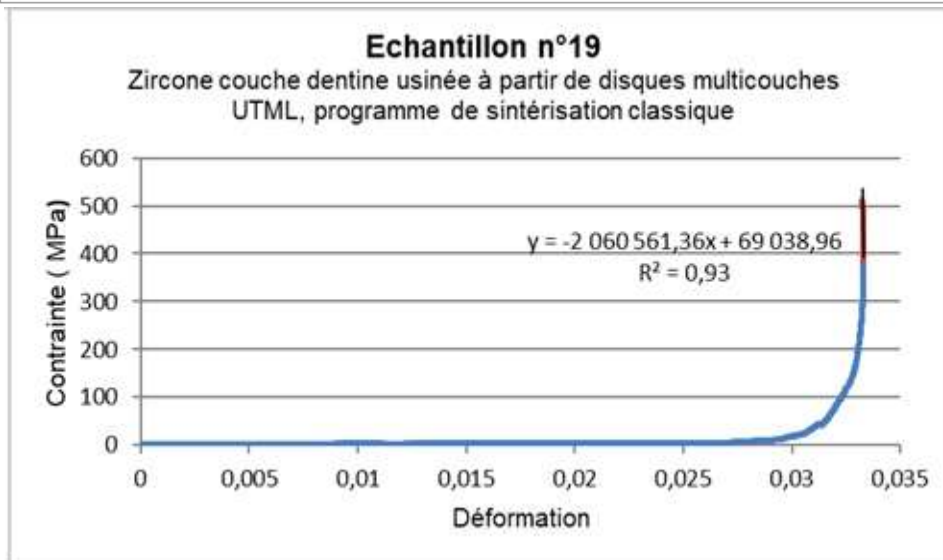 Echantillon n°19
Zircone couche dentine usinée à partir de disques multicouches
UTML, programme de sintérisation classique
600
500
y = -2 060 561,36x + 69 038,96
400
R² = 0,93
300
200
100
0
Contrainte ( MPa)
0 0,005 0,01 0,015 0,02 0,025 0,03 0,035
Déformation